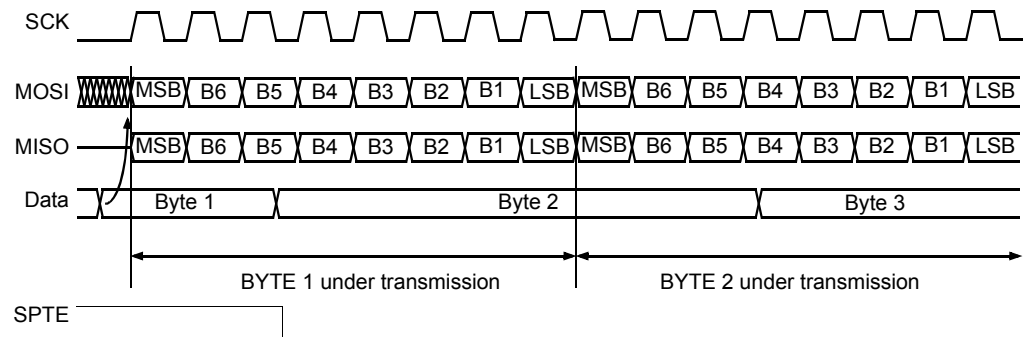 SCK
MOSI MSB B6 B5 B4 B3 B2 B1 LSB MSB B6 B5 B4 B3 B2 B1 LSB
MISO MSB B6 B5 B4 B3 B2 B1 LSB MSB B6 B5 B4 B3 B2 B1 LSB
Data Byte 1 Byte 2 Byte 3
BYTE 1 under transmission BYTE 2 under transmission
SPTE